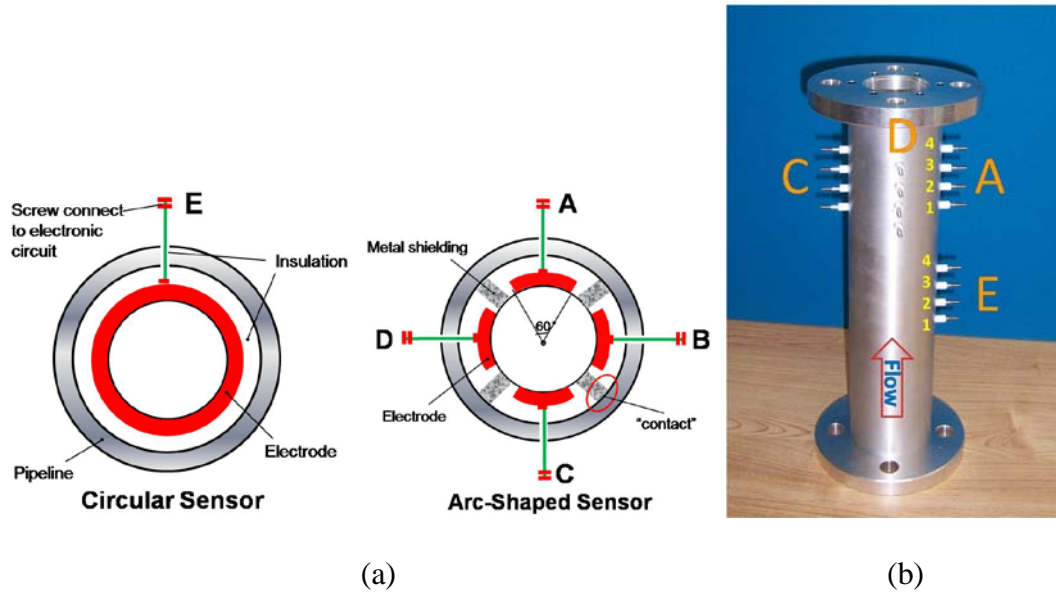 E
Screw connect
to electronic
circuit
Insulation
Pipeline
Electrode
Circular Sensor
A
Metal shielding
60°
D
B
Electrode
"contact"
C
Arc-Shaped Sensor
D
C
A
4
3
2
1
4
3
2
1
E
Flow
(a)
(b)